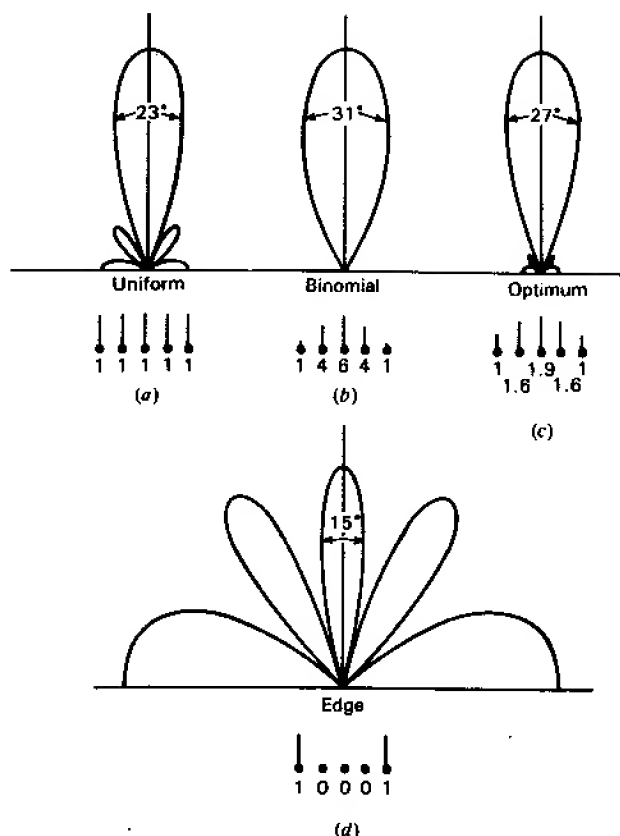 23° 31° 27°
Uniform Binomial Optimum
1 1 1 1 1 1 4 6 4 1 1 1.9 1
1.6 1.6
(a) (b) (c)
15°
Edge
1 0 0 0 1
(d)